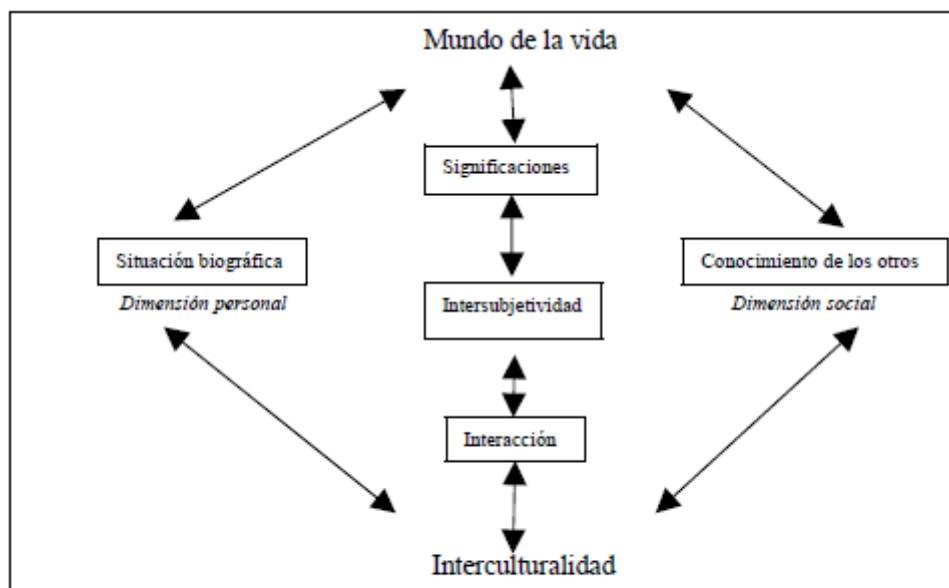 Mundo de la vida
Significaciones
Situación biográfica
Dimensión personal
Conocimiento de los otros
Dimensión social
Intersubjetividad
Interacción
Interculturalidad